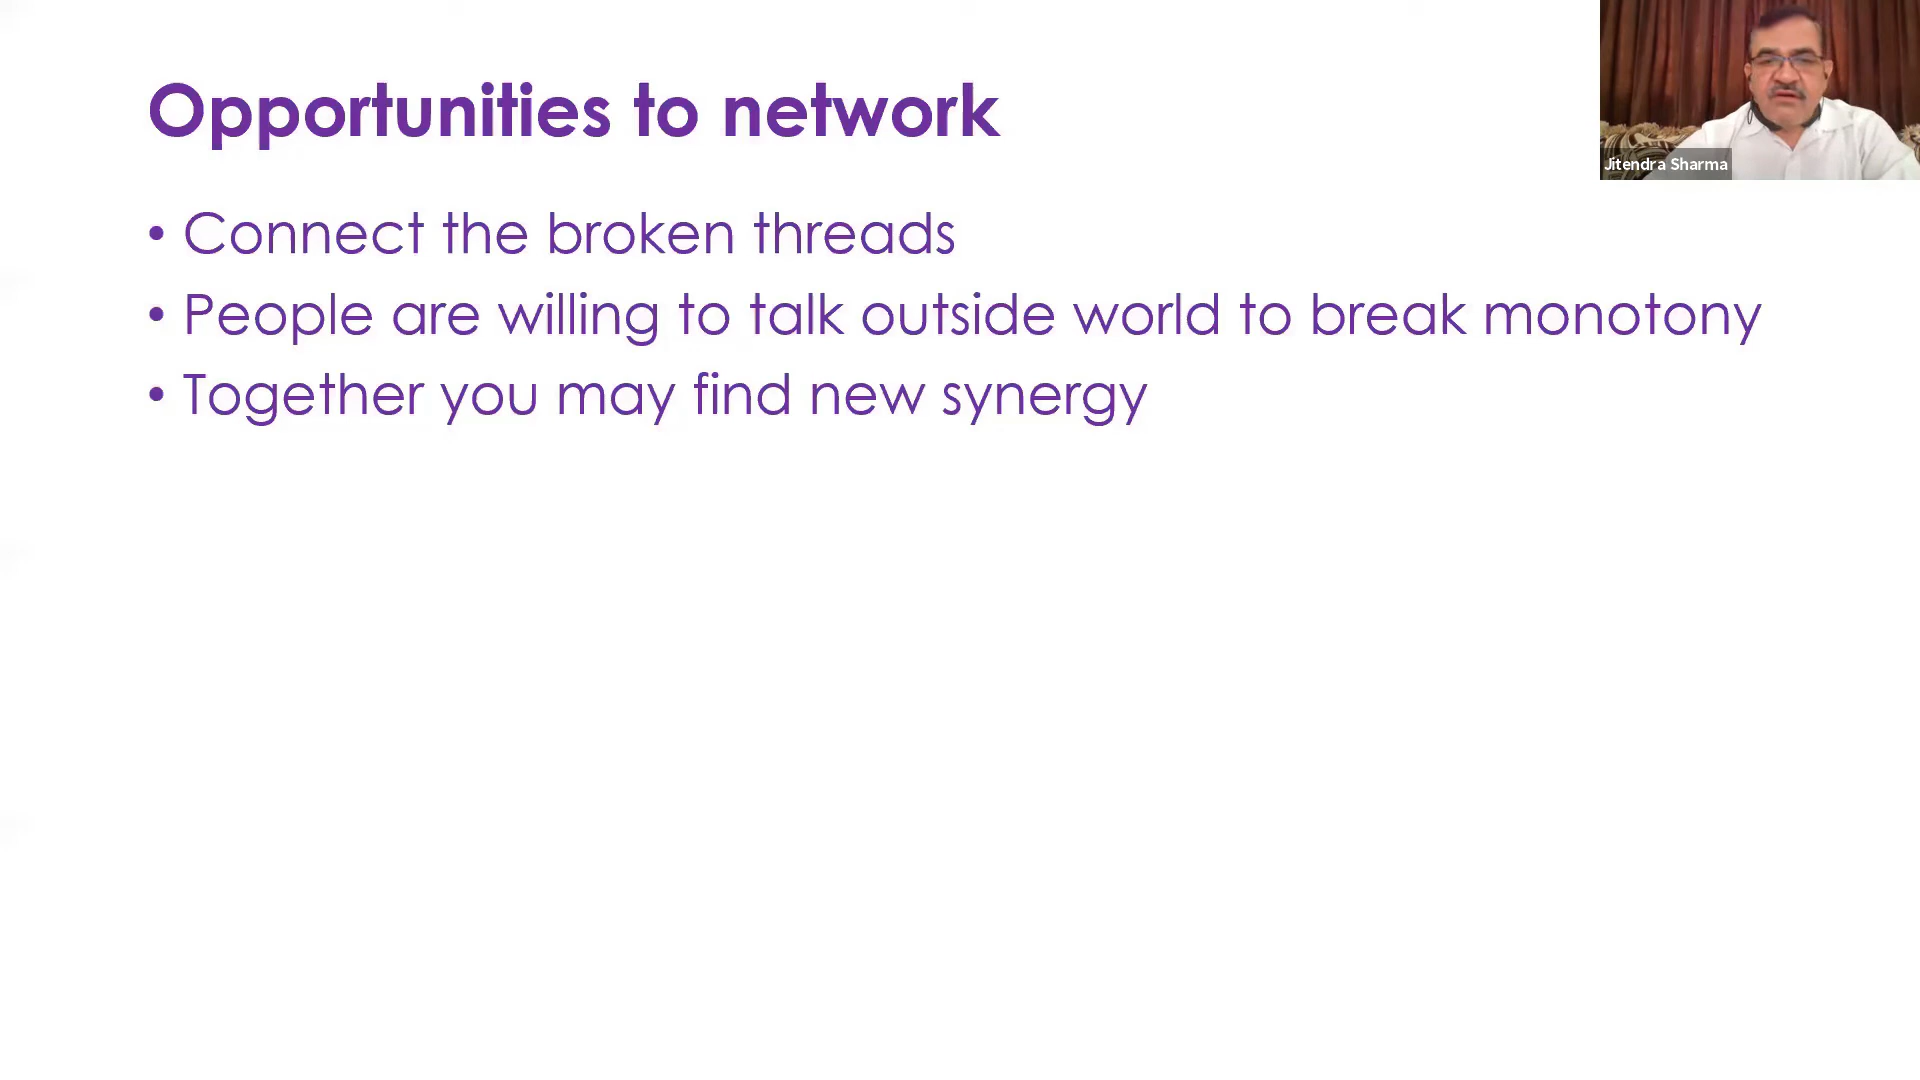 Opportunities to network
• Connect the broken threads
• People are willing to talk outside world to break monotony
• Together you may find new synergy
Jitendra Sharma